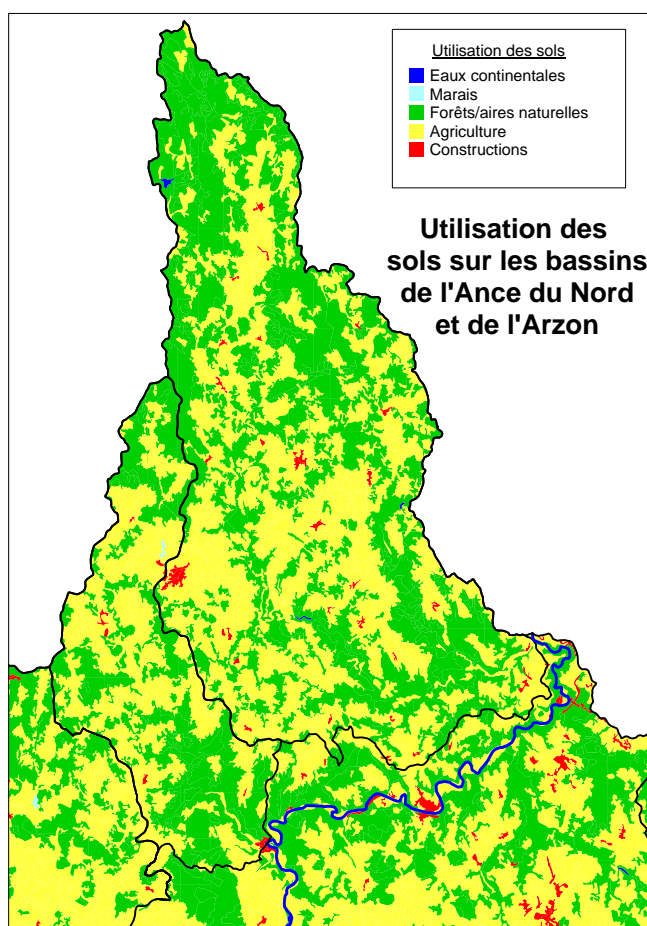 Utilisation des sols
Eaux continentales
Marais
Forêts/aires naturelles
Agriculture
Constructions
Utilisation des
sols sur les bassins
de l'Ance du Nord
et de l'Arzon